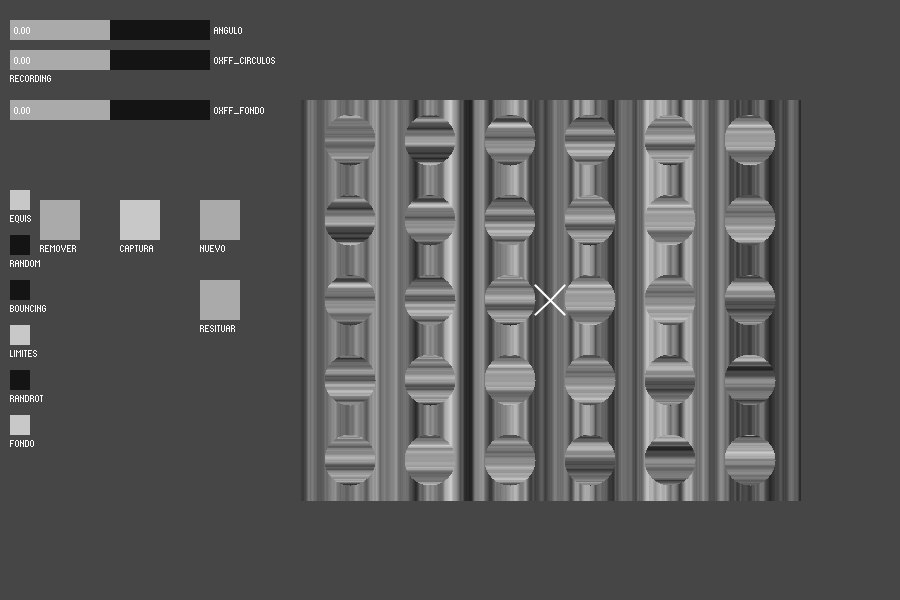 0.00 ANGULO
0.00 OXFF_CIRCULOS
RECORDING
0.00 OXFF_FONDO
EQUIS
REMOVER CAPTURA NUEVO
RANDOM
BOUNCING
RESITUAR
LIMITES
RANDROT
FONDO